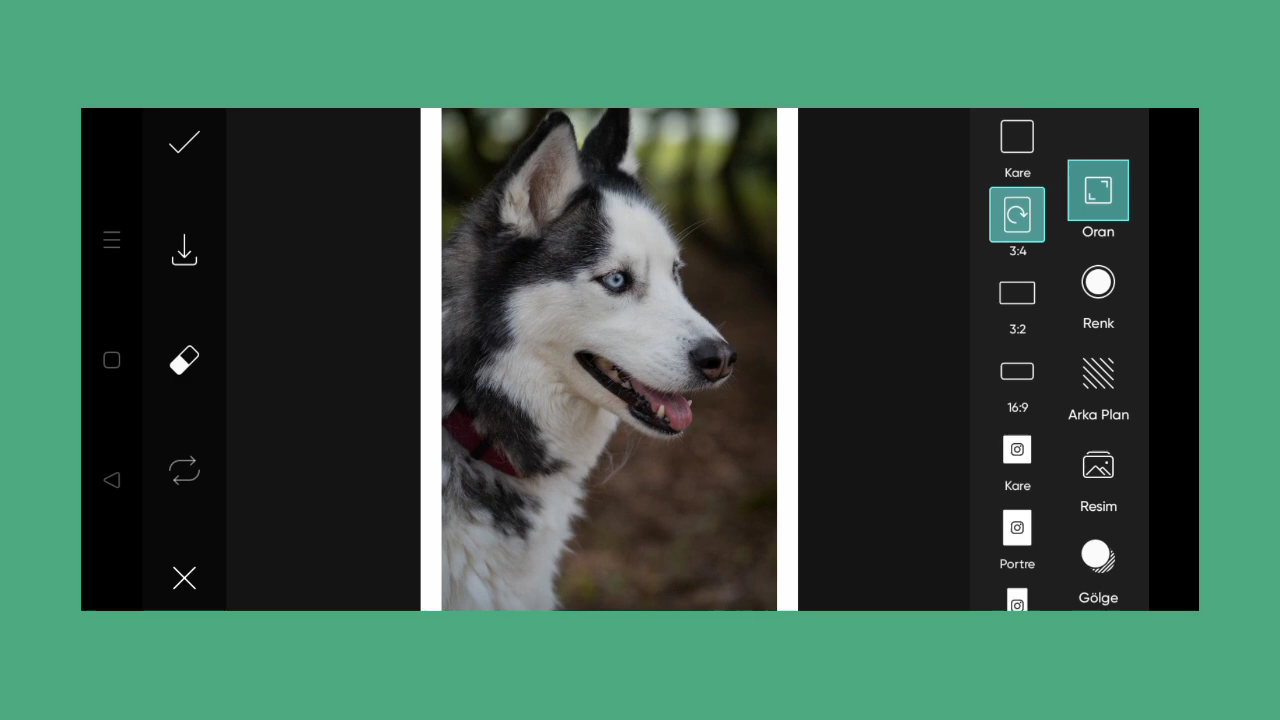 Kare
3:4
3:2
16:9
Kare
Portre
Oran
Renk
Arka Plan
Resim
Gölge